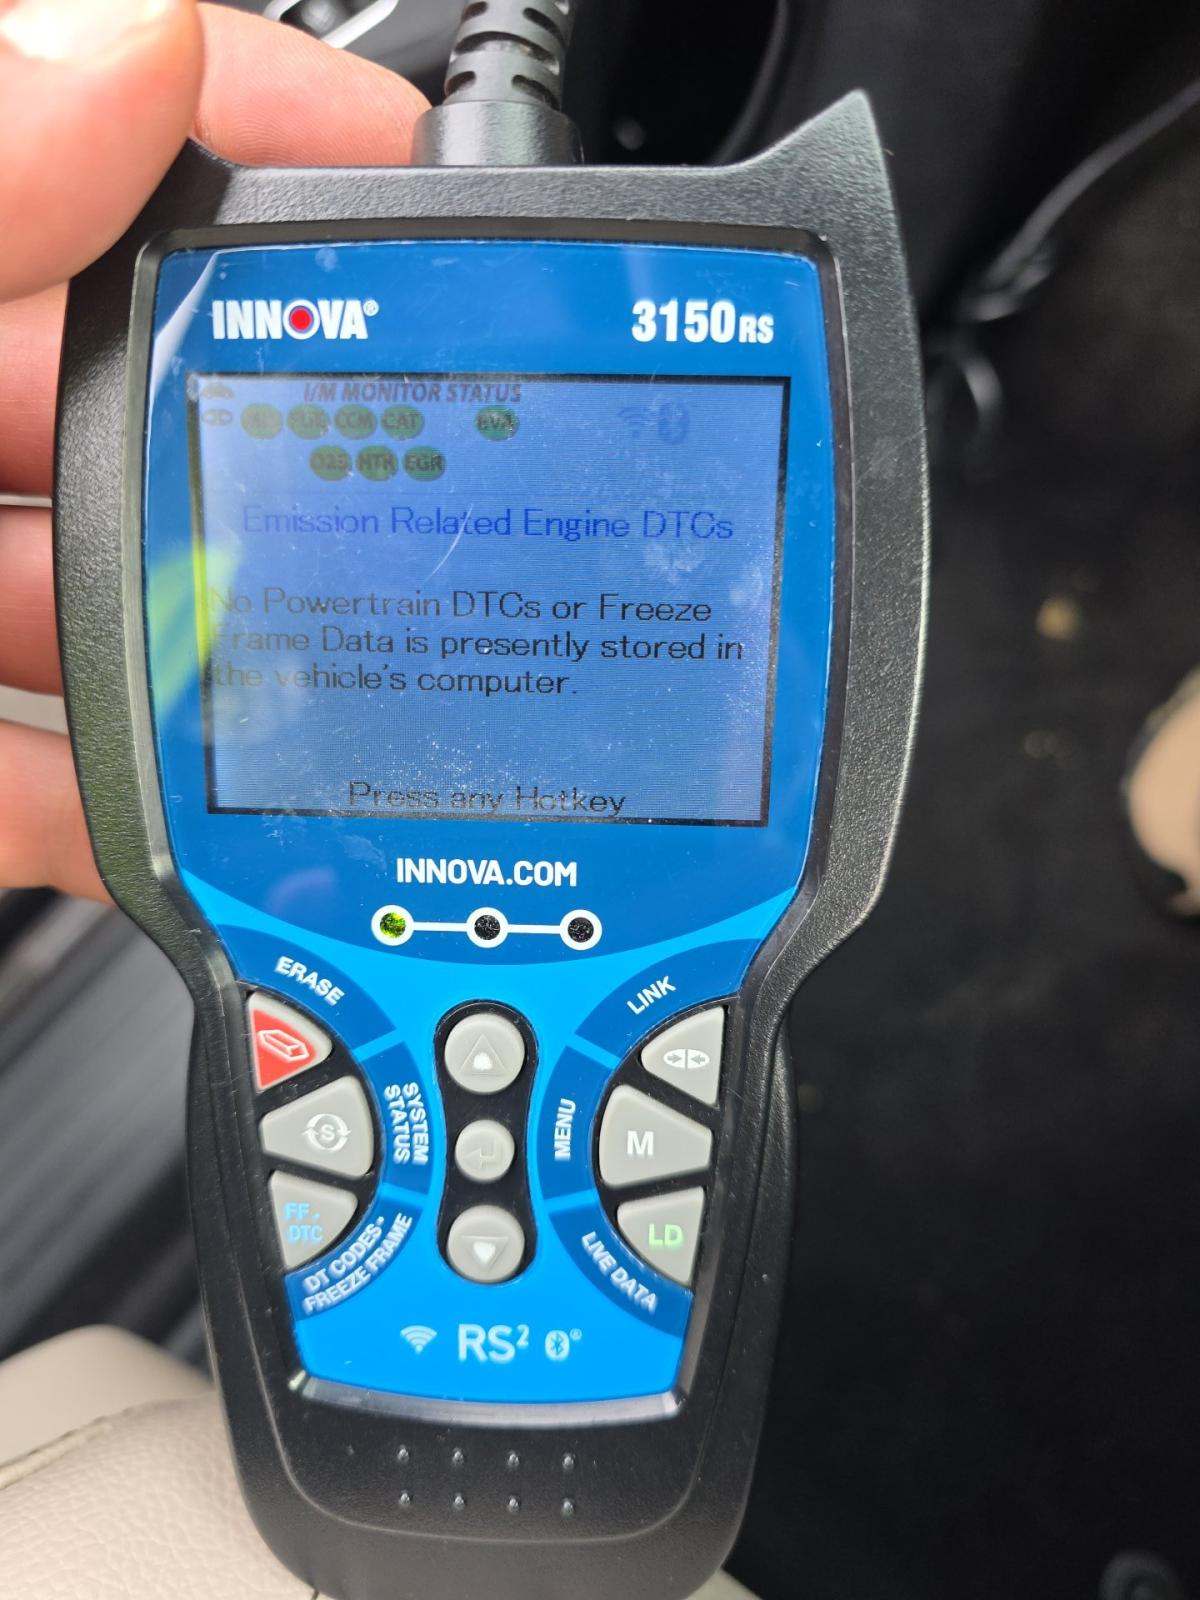 INNOVA®
3150RS
I/M MONITOR STATUS
CCM CAT EVA
O2S HTR EGR
Emission Related Engine DTCs
No Powertrain DTCs or Freeze
Frame Data is presently stored in
the vehicle's computer.
Press any Hotkey
INNOVA.COM
ERASE
LINK
S
SYSTEM
STATUS
MENU
M
FF.
DTC
DT CODES-
FREEZE FRAME
LD
LIVE DATA
RS²